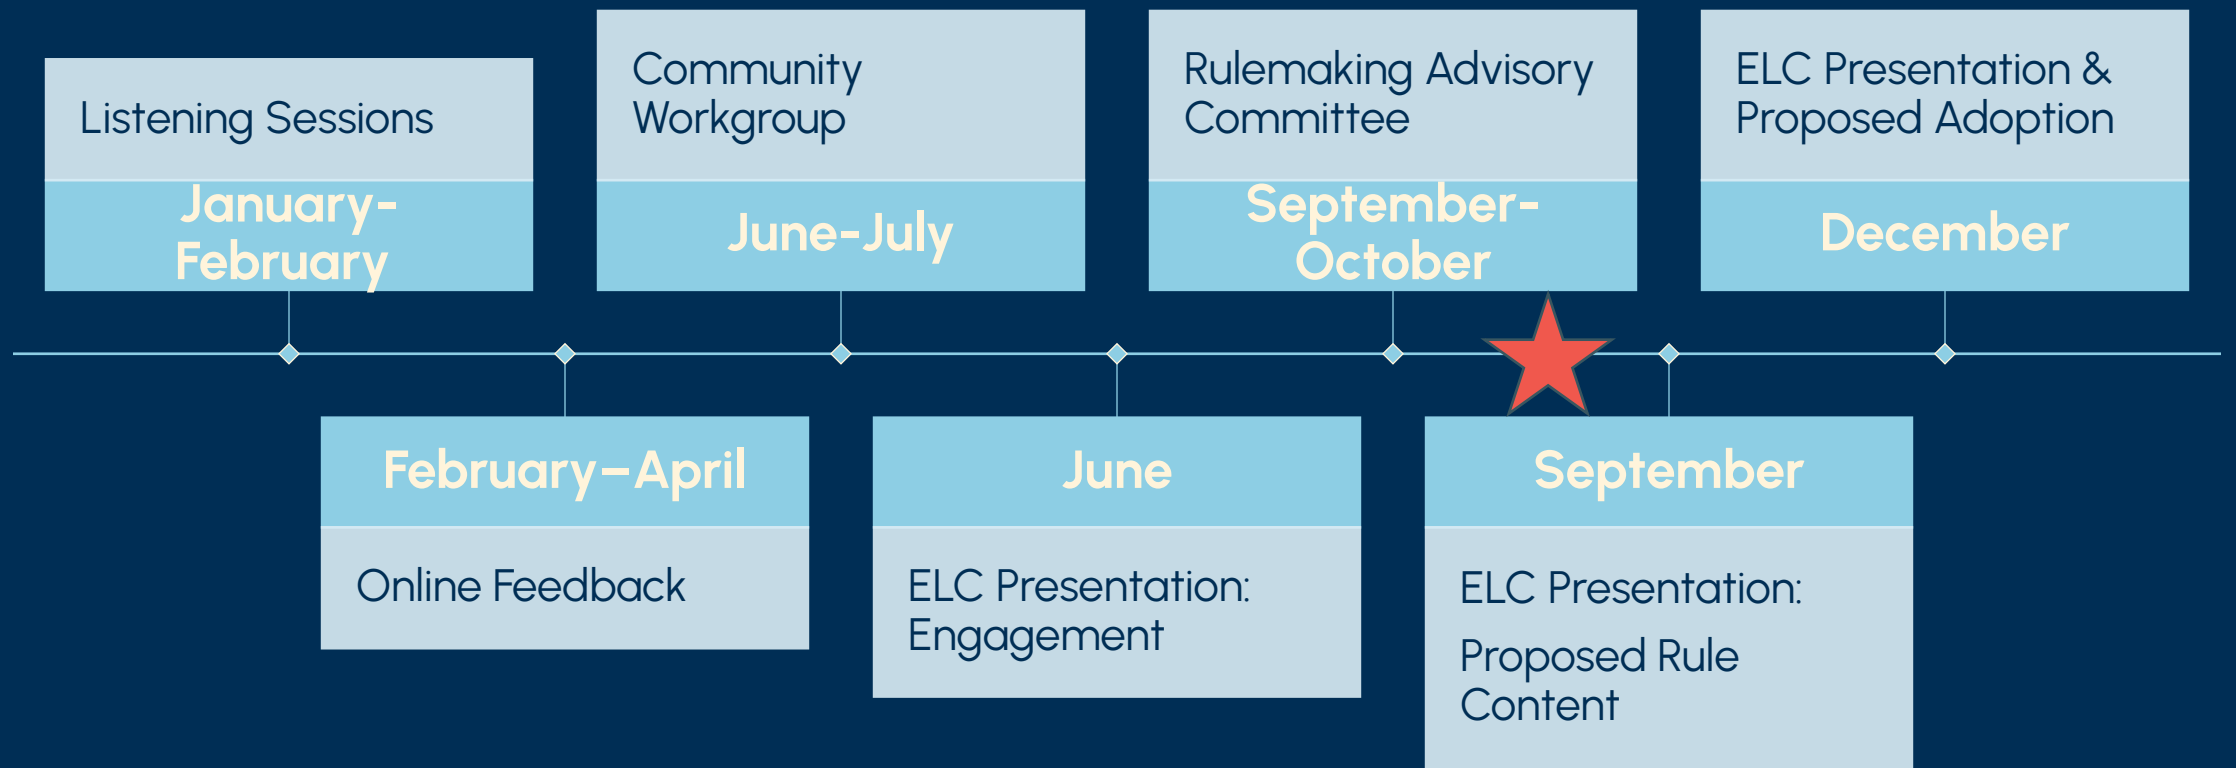 Listening Sessions
January-
February
Community
Workgroup
June-July
Rulemaking Advisory
Committee
September-
October
ELC Presentation &
Proposed Adoption
December
February–April
Online Feedback
June
ELC Presentation:
Engagement
September
ELC Presentation:
Proposed Rule
Content